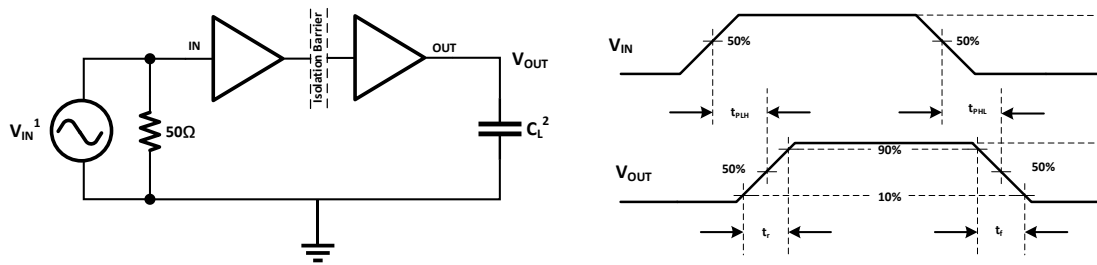 IN
Isolation Barrier
OUT
V_OUT
V_IN^1
50Ω
C_L^2
V_IN
50%
50%
t_PLH
t_PHL
V_OUT
50%
90%
50%
10%
t_r
t_f